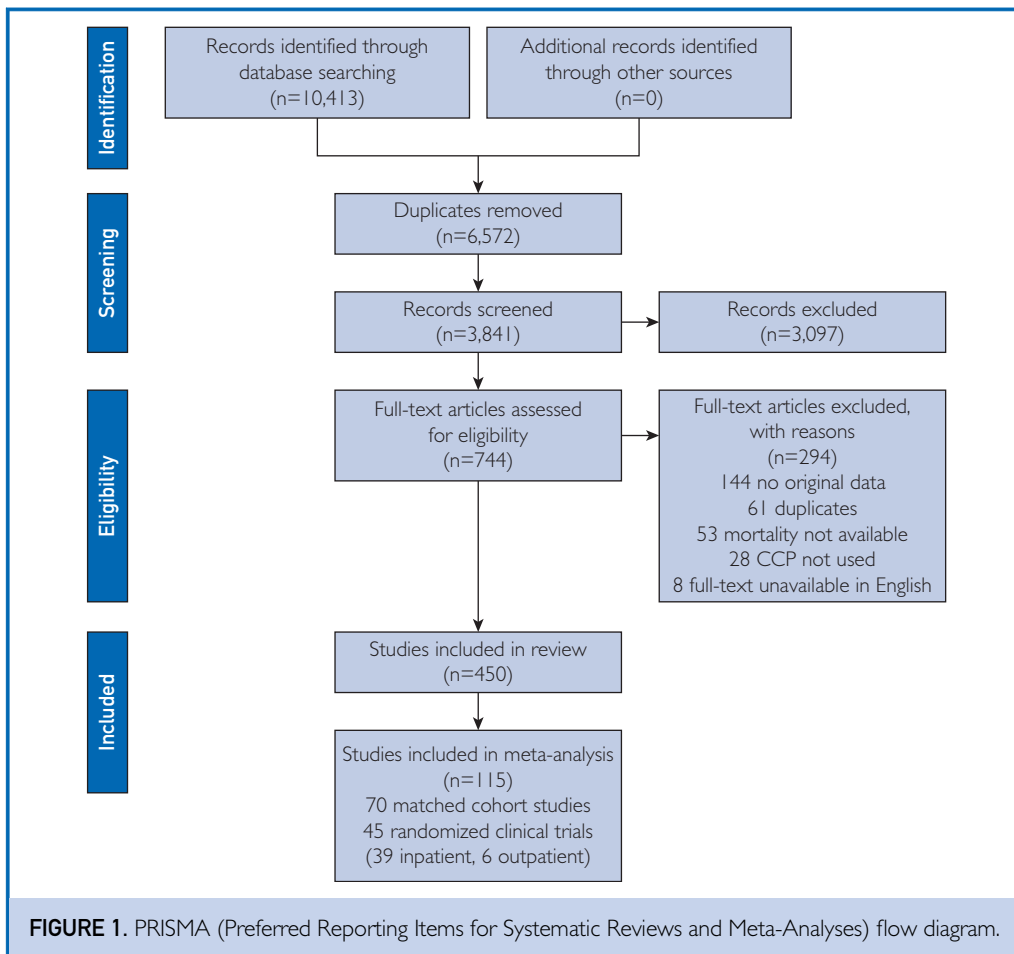 Identification
Records identified through
database searching
(n=10,413)
Additional records identified
through other sources
(n=0)
Screening
Duplicates removed
(n=6,572)
Records screened
(n=3,841)
Records excluded
(n=3,097)
Eligibility
Full-text articles assessed
for eligibility
(n=744)
Full-text articles excluded,
with reasons
(n=294)
144 no original data
61 duplicates
53 mortality not available
28 CCP not used
8 full-text unavailable in English
Included
Studies included in review
(n=450)
Studies included in meta-analysis
(n=115)
70 matched cohort studies
45 randomized clinical trials
(39 inpatient, 6 outpatient)
FIGURE 1. PRISMA (Preferred Reporting Items for Systematic Reviews and Meta-Analyses) flow diagram.